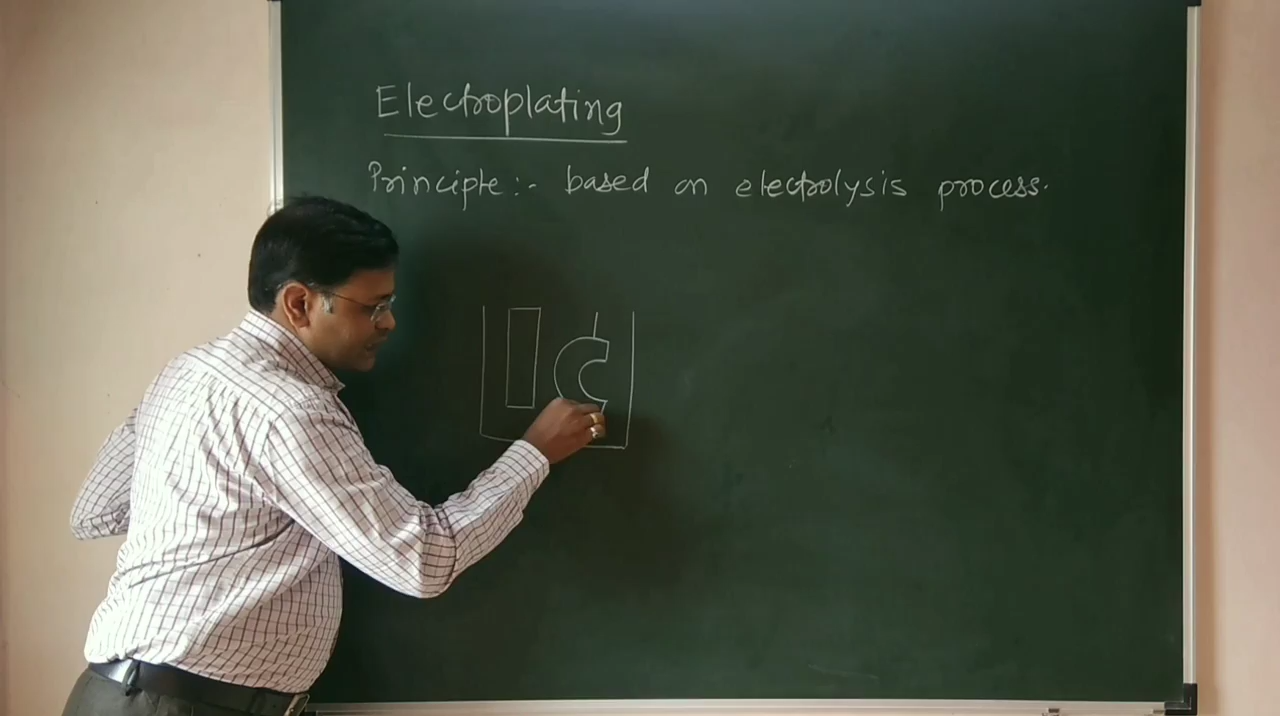 Electroplating
Principle:- based on electrolysis process.